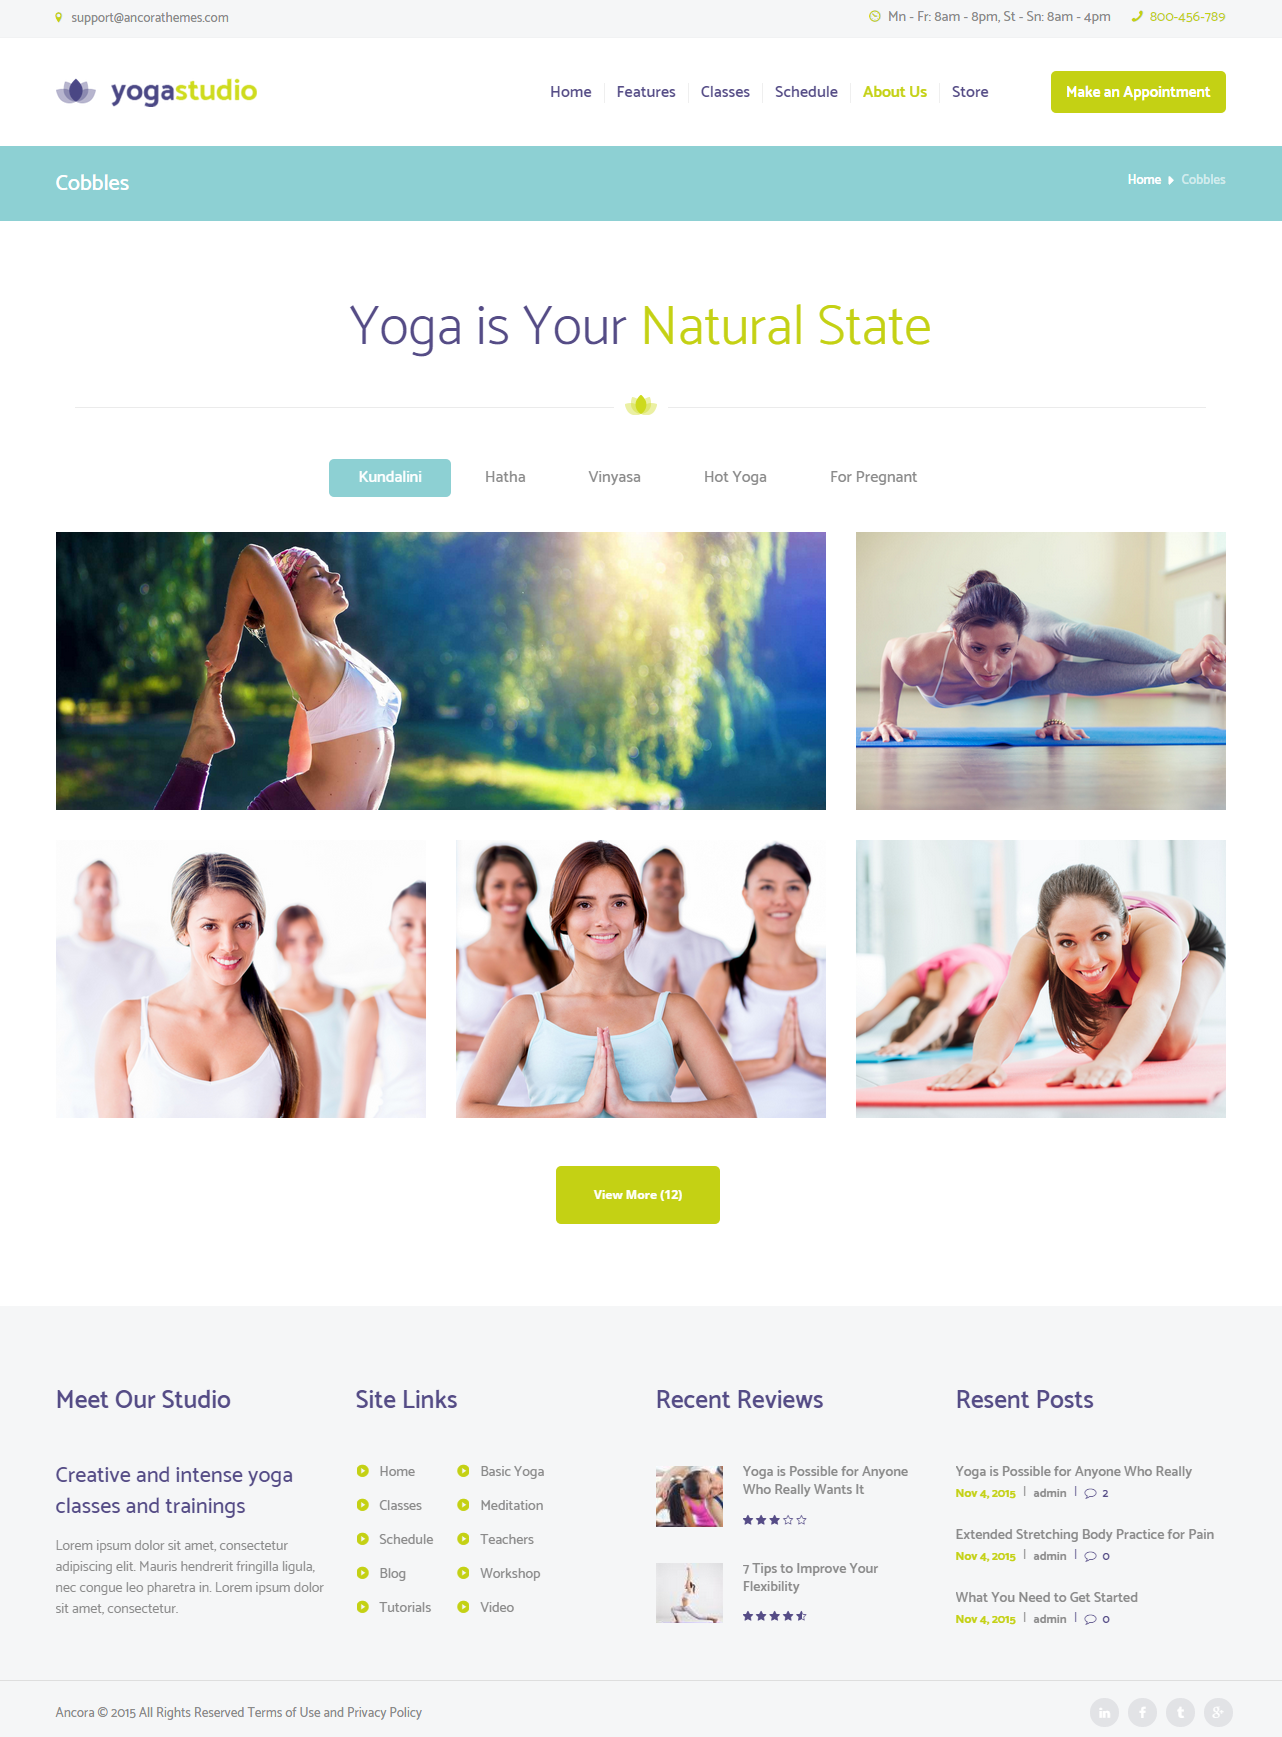 support@ancorathemes.com
Mn - Fr: 8am - 8pm, St - Sn: 8am - 4pm
800-456-789
yogastudio
Home
Features
Classes
Schedule
About Us
Store
Make an Appointment
Cobbles
Home
Cobbles
Yoga is Your Natural State
Kundalini
Hatha
Vinyasa
Hot Yoga
For Pregnant
View More (12)
Meet Our Studio
Creative and intense yoga
classes and trainings
Lorem ipsum dolor sit amet, consectetur
adipiscing elit. Mauris hendrerit fringilla ligula,
nec congue leo pharetra in. Lorem ipsum dolor
sit amet, consectetur.
Site Links
Home
Classes
Schedule
Blog
Tutorials
Basic Yoga
Meditation
Teachers
Workshop
Video
Recent Reviews
Yoga is Possible for Anyone
Who Really Wants It
7 Tips to Improve Your
Flexibility
Resent Posts
Yoga is Possible for Anyone Who Really
Nov 4, 2015 | admin | 2
Extended Stretching Body Practice for Pain
Nov 4, 2015 | admin | 0
What You Need to Get Started
Nov 4, 2015 | admin | 0
Ancora © 2015 All Rights Reserved Terms of Use and Privacy Policy